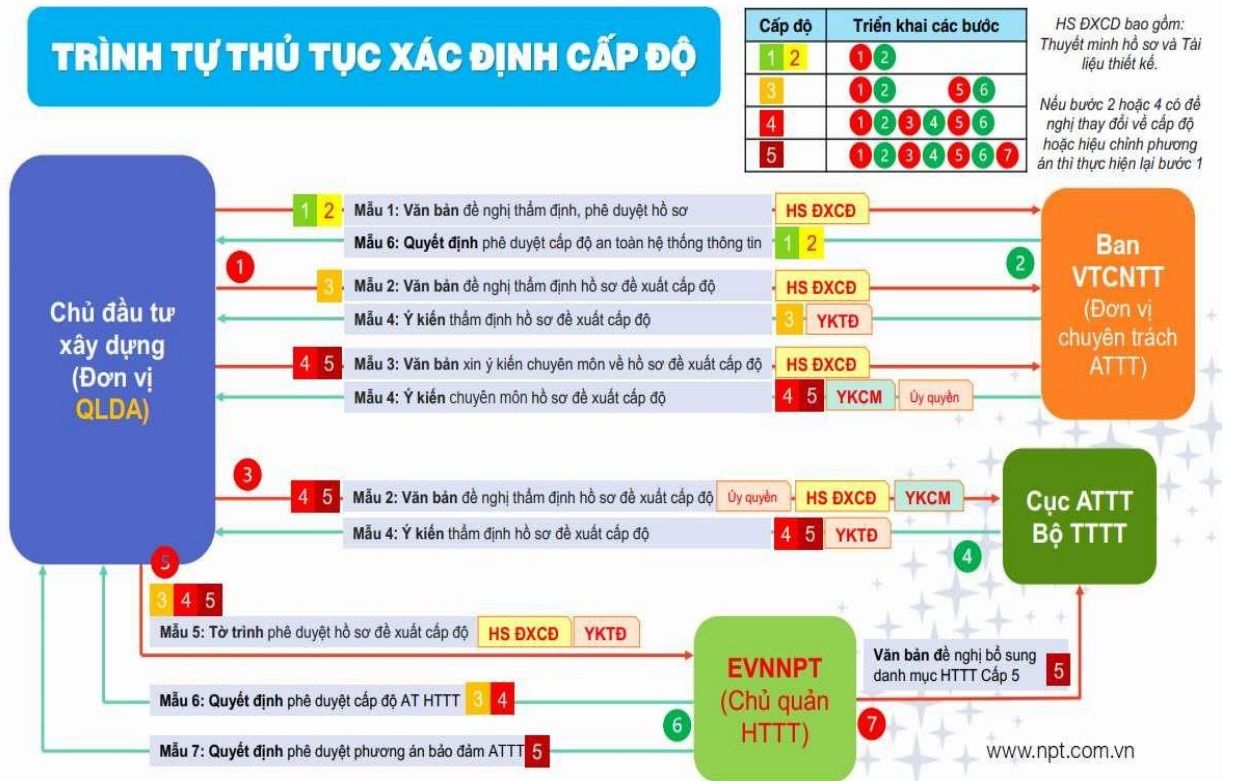 TRÌNH TỰ THỦ TỤC XÁC ĐỊNH CẤP ĐỘ
Cấp độ Triển khai các bước
1 2 1 2
3 1 2 5 6
4 1 2 3 4 5 6
5 1 2 3 4 5 6 7
HS ĐXCD bao gồm:
Thuyết minh hồ sơ và Tài
liệu thiết kế.
Nếu bước 2 hoặc 4 có đề
nghị thay đổi về cấp độ
hoặc hiệu chỉnh phương
án thì thực hiện lại bước 1
Chủ đầu tư
xây dựng
(Đơn vị
QLDA)
1 2 Mẫu 1: Văn bản đề nghị thẩm định, phê duyệt hồ sơ HS ĐXCĐ
Mẫu 6: Quyết định phê duyệt cấp độ an toàn hệ thống thông tin 1 2
1
2
3 Mẫu 2: Văn bản đề nghị thẩm định hồ sơ đề xuất cấp độ HS ĐXCĐ
Mẫu 4: Ý kiến thẩm định hồ sơ đề xuất cấp độ 3 YKTĐ
4 5 Mẫu 3: Văn bản xin ý kiến chuyên môn về hồ sơ đề xuất cấp độ HS ĐXCĐ
Mẫu 4: Ý kiến chuyên môn hồ sơ đề xuất cấp độ 4 5 YKCM Ủy quyền
Ban
VTCNTT
(Đơn vị
chuyên trách
ATTT)
3
4 5 Mẫu 2: Văn bản đề nghị thẩm định hồ sơ đề xuất cấp độ Ủy quyền HS ĐXCĐ YKCM
Mẫu 4: Ý kiến thẩm định hồ sơ đề xuất cấp độ 4 5 YKTĐ
4
Cục ATTT
Bộ TTTT
5
3 4 5
Mẫu 5: Tờ trình phê duyệt hồ sơ đề xuất cấp độ HS ĐXCĐ YKTĐ
Mẫu 6: Quyết định phê duyệt cấp độ AT HTTT 3 4
Mẫu 7: Quyết định phê duyệt phương án bảo đảm ATTT 5
6
EVNNPT
(Chủ quản
HTTT)
7
Văn bản đề nghị bổ sung
danh mục HTTT Cấp 5 5
www.npt.com.vn